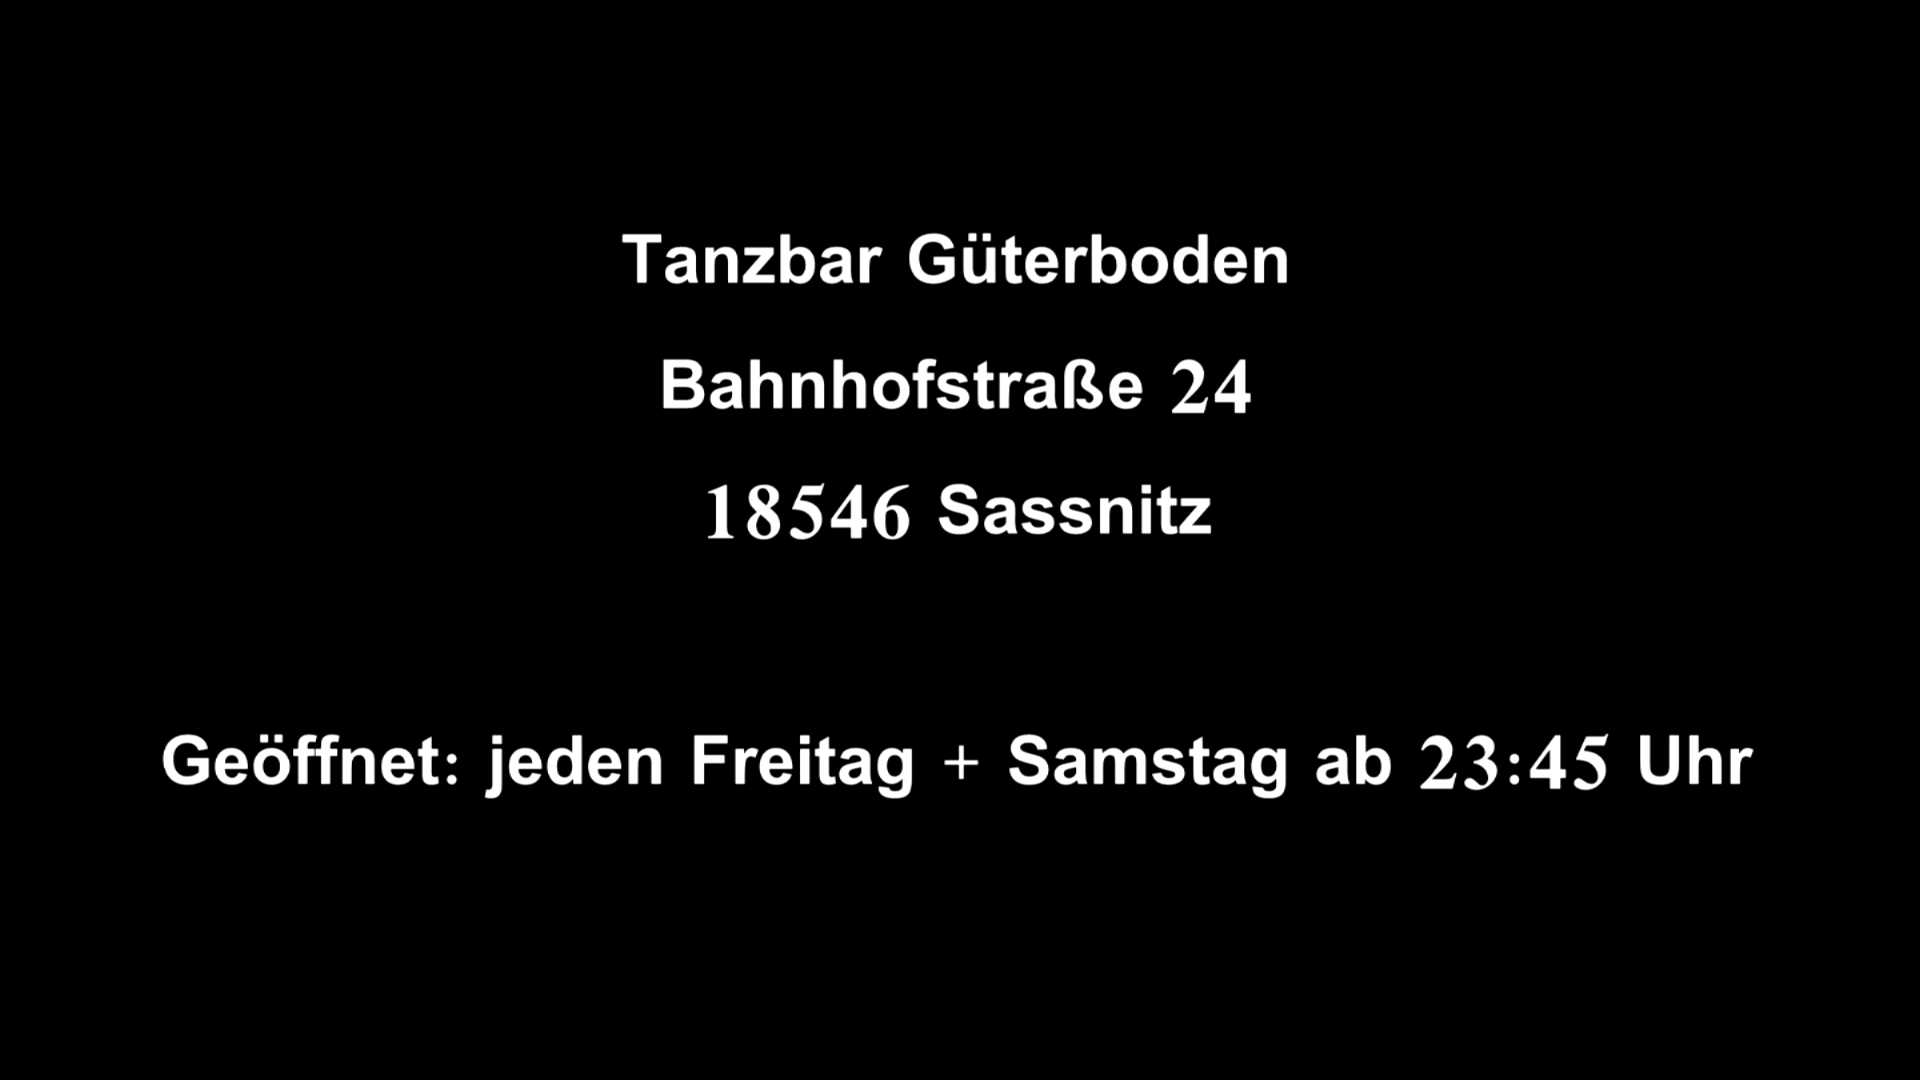 Tanzbar Güterboden
Bahnhofstraße 24
18546 Sassnitz
Geöffnet: jeden Freitag + Samstag ab 23:45 Uhr